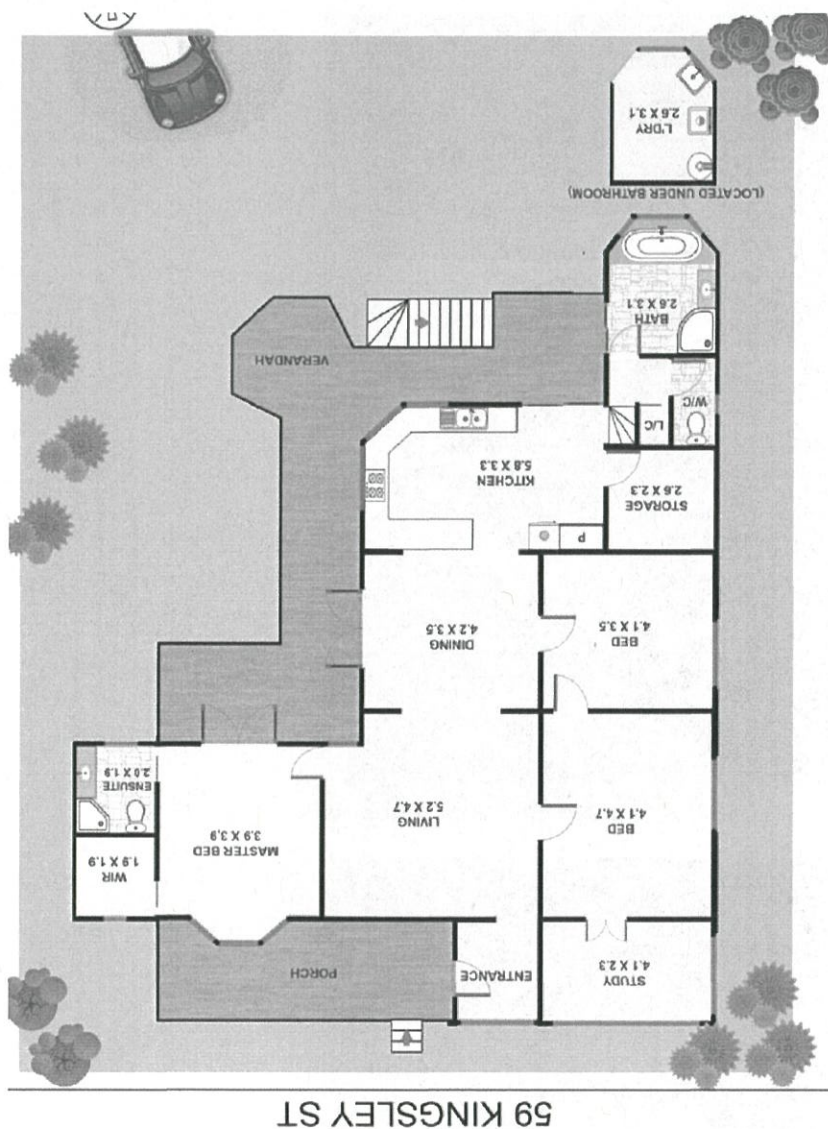 59 KINGSLEY ST
STUDY
4.1 X 2.3
ENTRANCE
PORCH
BED
4.1 X 4.7
LIVING
5.2 X 4.7
MASTER BED
3.9 X 3,9
WIR
1.9 X 1.9
ENSUITE
2.0 X 1.9
BED
4.1 X 3.5
DINING
4.2 X 3.5
STORAGE
2.6 X 2.3
P
KITCHEN
5.8 X 3.3
W/C
L/C
VERANDAH
BATH
2.6 X 3.1
(LOCATED UNDER BATHROOM)
L'DRY
2.6 X 3.1